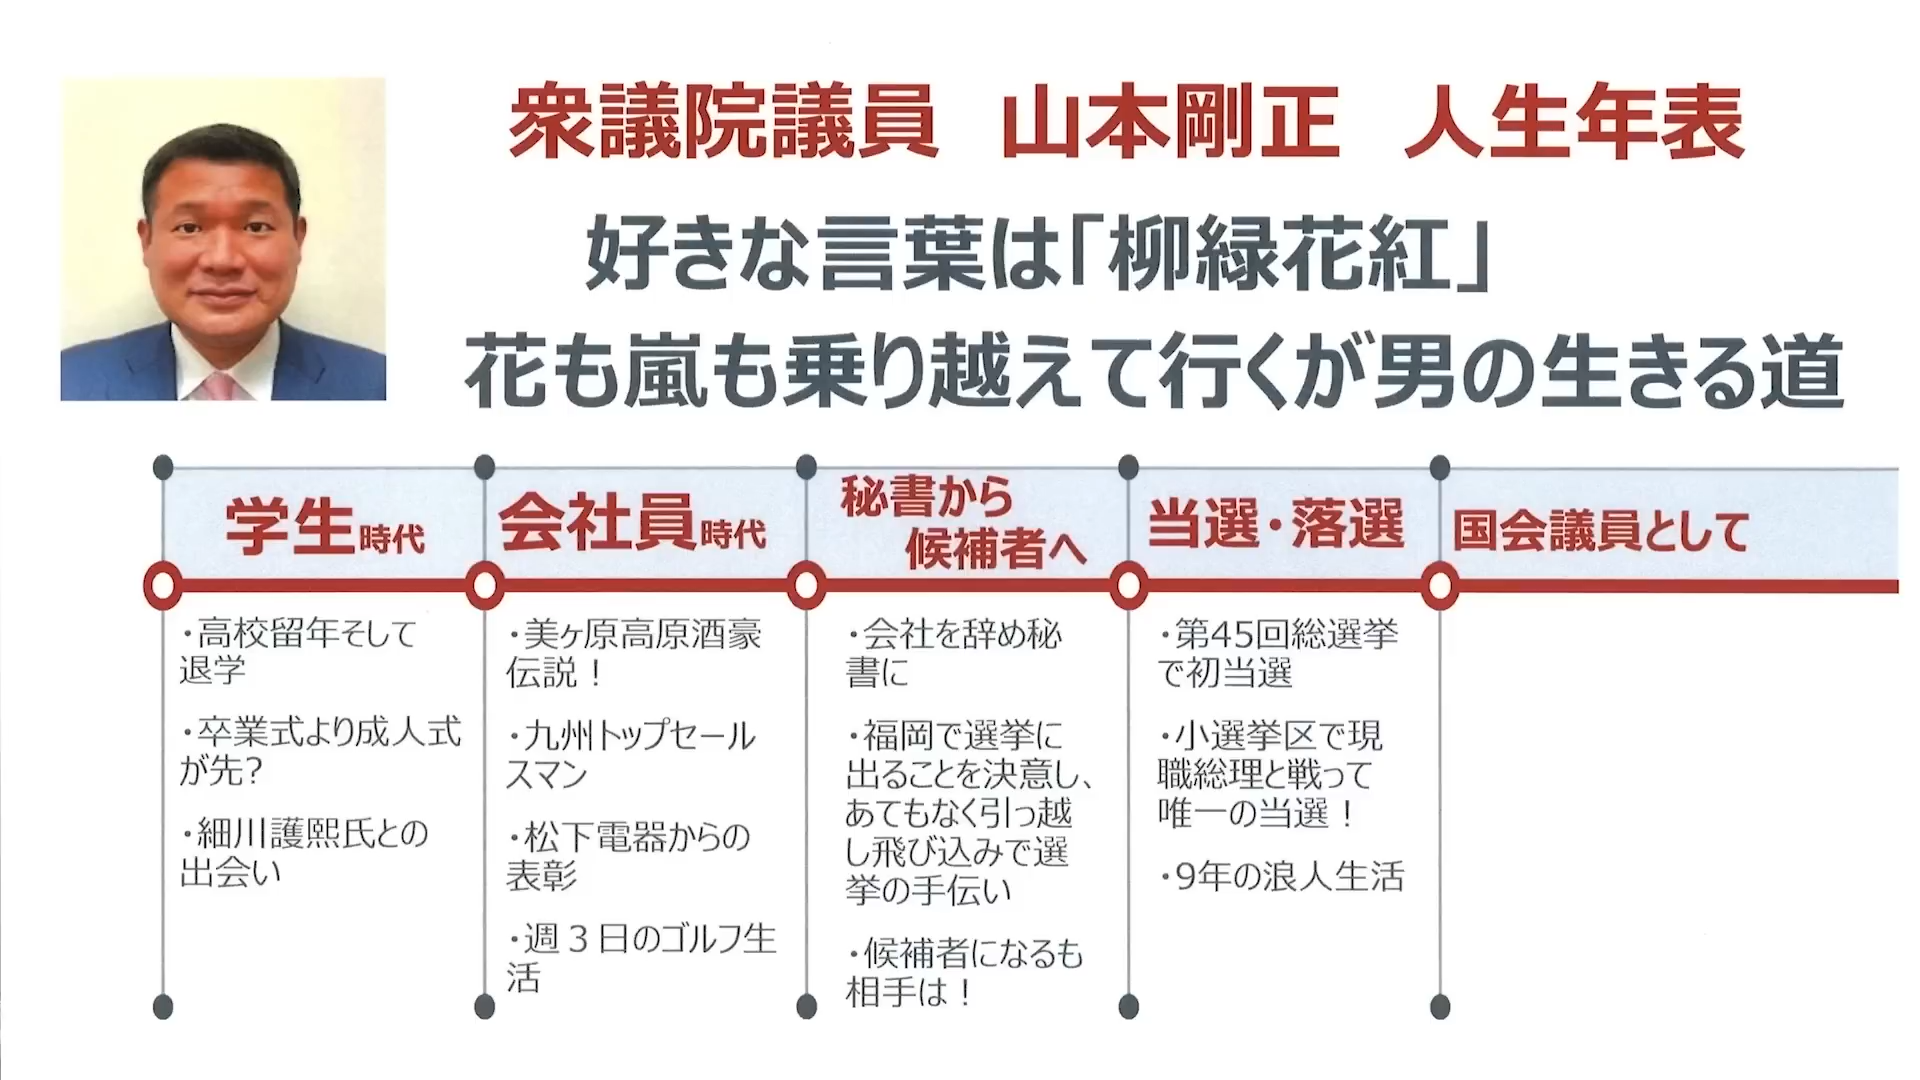 衆議院議員　山本剛正　人生年表
好きな言葉は「柳緑花紅」
花も嵐も乗り越えて行くが男の生きる道
学生時代
・高校留年そして
退学
・卒業式より成人式
が先?
・細川護熙氏との
出会い
会社員時代
・美ヶ原高原酒豪
伝説！
・九州トップセール
スマン
・松下電器からの
表彰
・週３日のゴルフ生
活
秘書から
候補者へ
・会社を辞め秘
書に
・福岡で選挙に
出ることを決意し、
あてもなく引っ越
し飛び込みで選
挙の手伝い
・候補者になるも
相手は！
当選・落選
・第45回総選挙
で初当選
・小選挙区で現
職総理と戦って
唯一の当選！
・9年の浪人生活
国会議員として